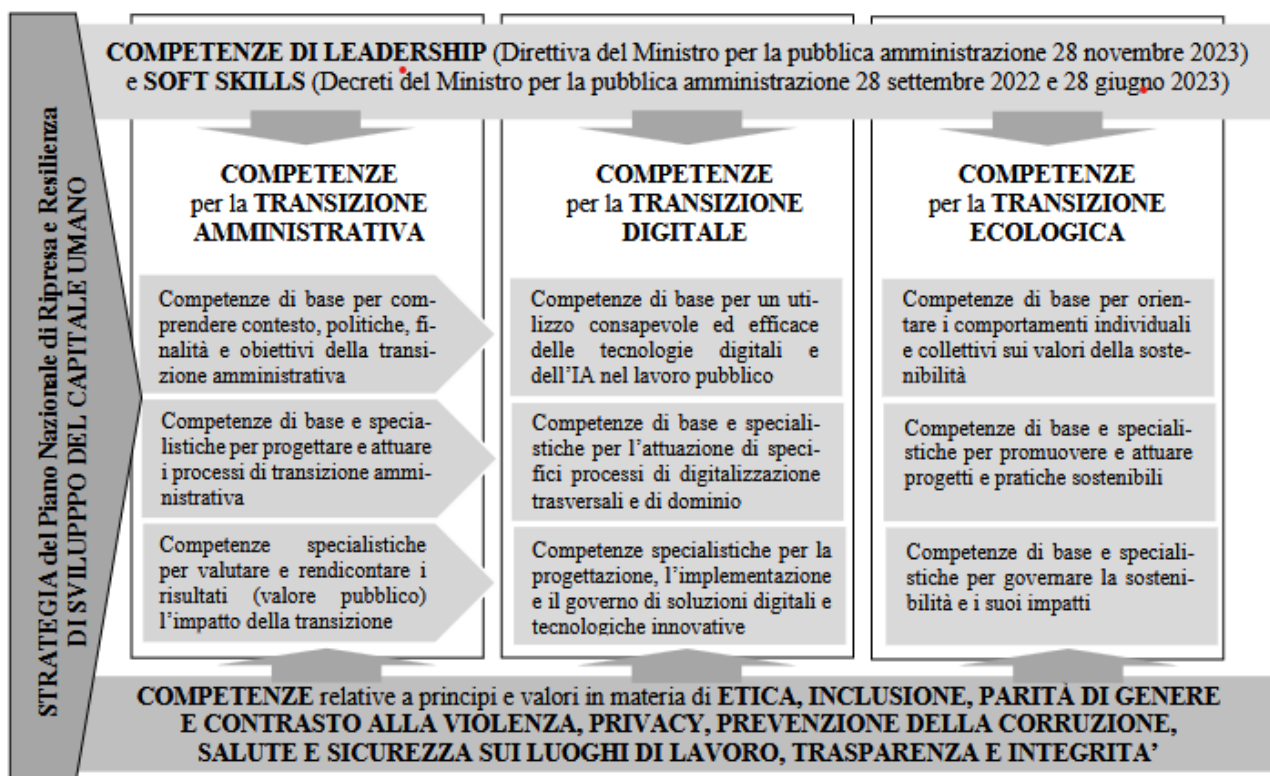 STRATEGIA del Piano Nazionale di Ripresa e Resilienza
DI SVILUPPO DEL CAPITALE UMANO
COMPETENZE DI LEADERSHIP (Direttiva del Ministro per la pubblica amministrazione 28 novembre 2023)
e SOFT SKILLS (Decreti del Ministro per la pubblica amministrazione 28 settembre 2022 e 28 giugno 2023)
COMPETENZE
per la TRANSIZIONE
AMMINISTRATIVA
Competenze di base per com-
prendere contesto, politiche, fi-
nalità e obiettivi della transi-
zione amministrativa
Competenze di base e spe-
cialistiche per progettare e attuare
i processi di transizione ammi-
nistrativa
Competenze specialistiche
per valutare e rendicontare i
risultati (valore pubblico)
l’impatto della transizione
COMPETENZE
per la TRANSIZIONE
DIGITALE
Competenze di base per un uti-
lizzo consapevole ed efficace
delle tecnologie digitali e
dell’IA nel lavoro pubblico
Competenze di base e speciali-
stiche per l’attuazione di speci-
fici processi di digitalizzazione
trasversali e di dominio
Competenze specialistiche per la
progettazione, l’implementazione
e il governo di soluzioni digitali e
tecnologiche innovative
COMPETENZE
per la TRANSIZIONE
ECOLOGICA
Competenze di base per orien-
tare i comportamenti individuali
e collettivi sui valori della soste-
nibilità
Competenze di base e speciali-
stiche per promuovere e attuare
progetti e pratiche sostenibili
Competenze di base e speciali-
stiche per governare la sosteni-
bilità e i suoi impatti
COMPETENZE relative a principi e valori in materia di ETICA, INCLUSIONE, PARITÀ DI GENERE
E CONTRASTO ALLA VIOLENZA, PRIVACY, PREVENZIONE DELLA CORRUZIONE,
SALUTE E SICUREZZA SUI LUOGHI DI LAVORO, TRASPARENZA E INTEGRITA’